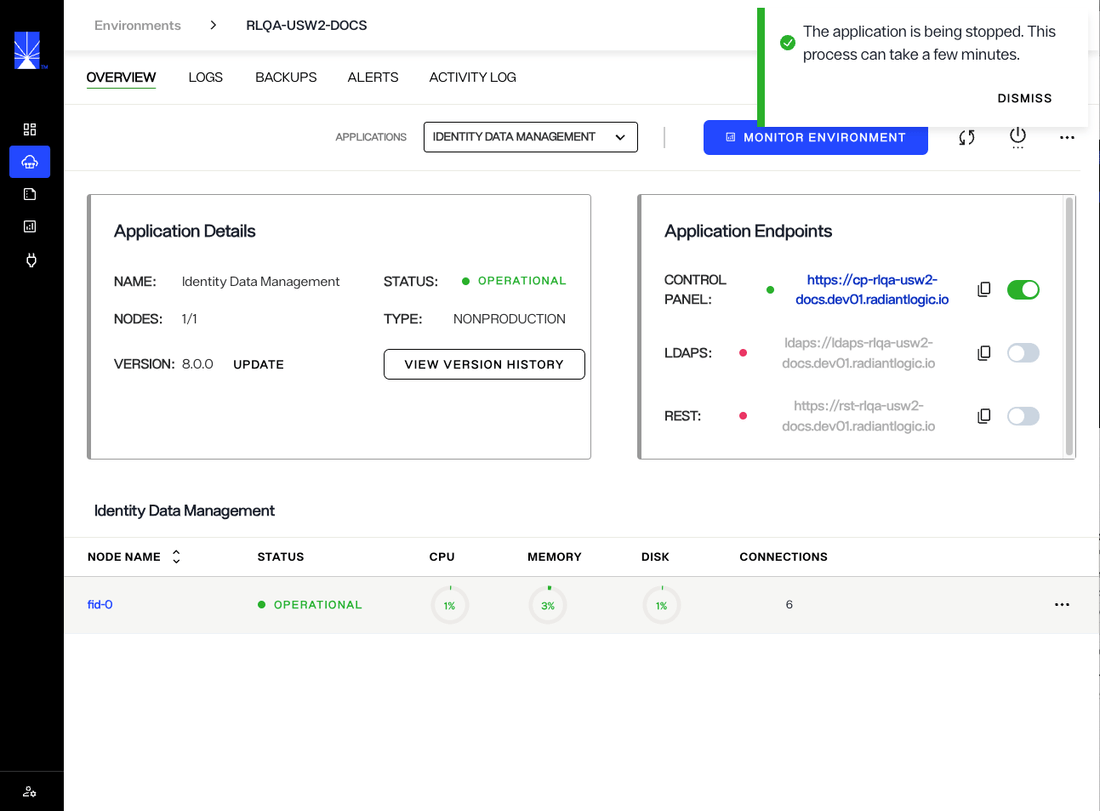 Environments > RLQA-USW2-DOCS
The application is being stopped. This
process can take a few minutes.
DISMISS
OVERVIEW LOGS BACKUPS ALERTS ACTIVITY LOG
APPLICATIONS IDENTITY DATA MANAGEMENT MONITOR ENVIRONMENT
Application Details
NAME: Identity Data Management STATUS: OPERATIONAL
NODES: 1/1 TYPE: NONPRODUCTION
VERSION: 8.0.0 UPDATE VIEW VERSION HISTORY
Application Endpoints
CONTROL
PANEL:
https://cp-rlqa-usw2-
docs.dev01.radiantlogic.io
LDAPS:
ldaps://ldaps-rlqa-usw2-
docs.dev01.radiantlogic.io
REST:
https://rst-rlqa-usw2-
docs.dev01.radiantlogic.io
Identity Data Management
NODE NAME STATUS CPU MEMORY DISK CONNECTIONS
fid-0 OPERATIONAL 1% 3% 1% 6